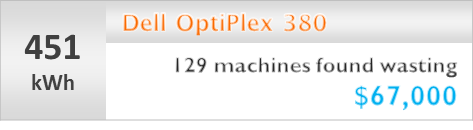 451
kWh
Dell OptiPlex 380
129 machines found wasting
$67,000